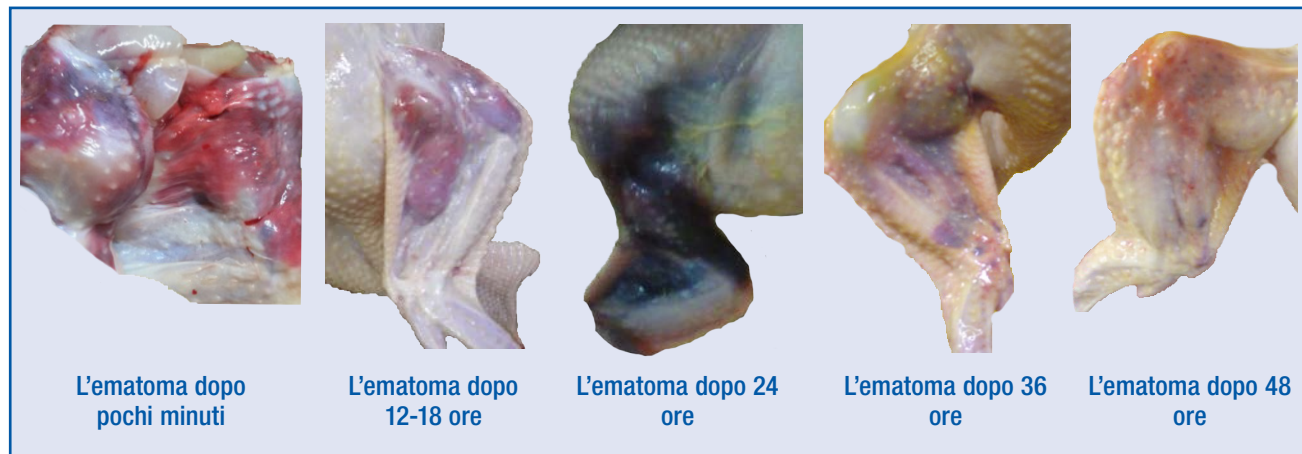 L'ematoma dopo
pochi minuti
L'ematoma dopo
12-18 ore
L'ematoma dopo 24
ore
L'ematoma dopo 36
ore
L'ematoma dopo 48
ore